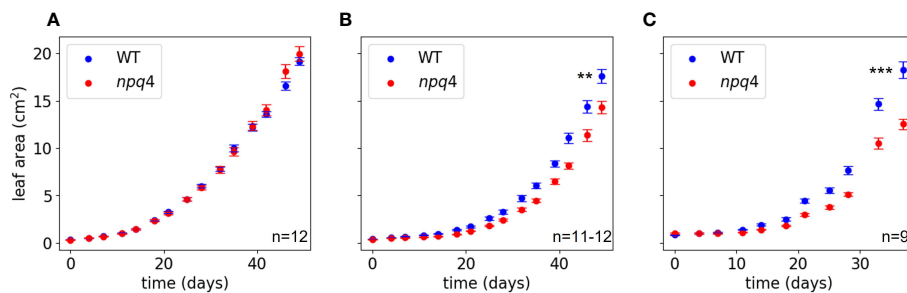 A
B
C
WT
npq4
WT
npq4
WT
npq4
**
***
leaf area (cm²)
20
15
10
5
0
n=12
n=11-12
n=9
0 20 40
0 20 40
0 10 20 30
time (days)
time (days)
time (days)